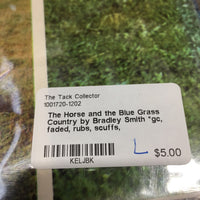 The Tack Collector
1001720-1202
The Horse and the Blue Grass
Country by Bradley Smith *gc,
faded, rubs, scuffs,
L
KELJBK
$5.00